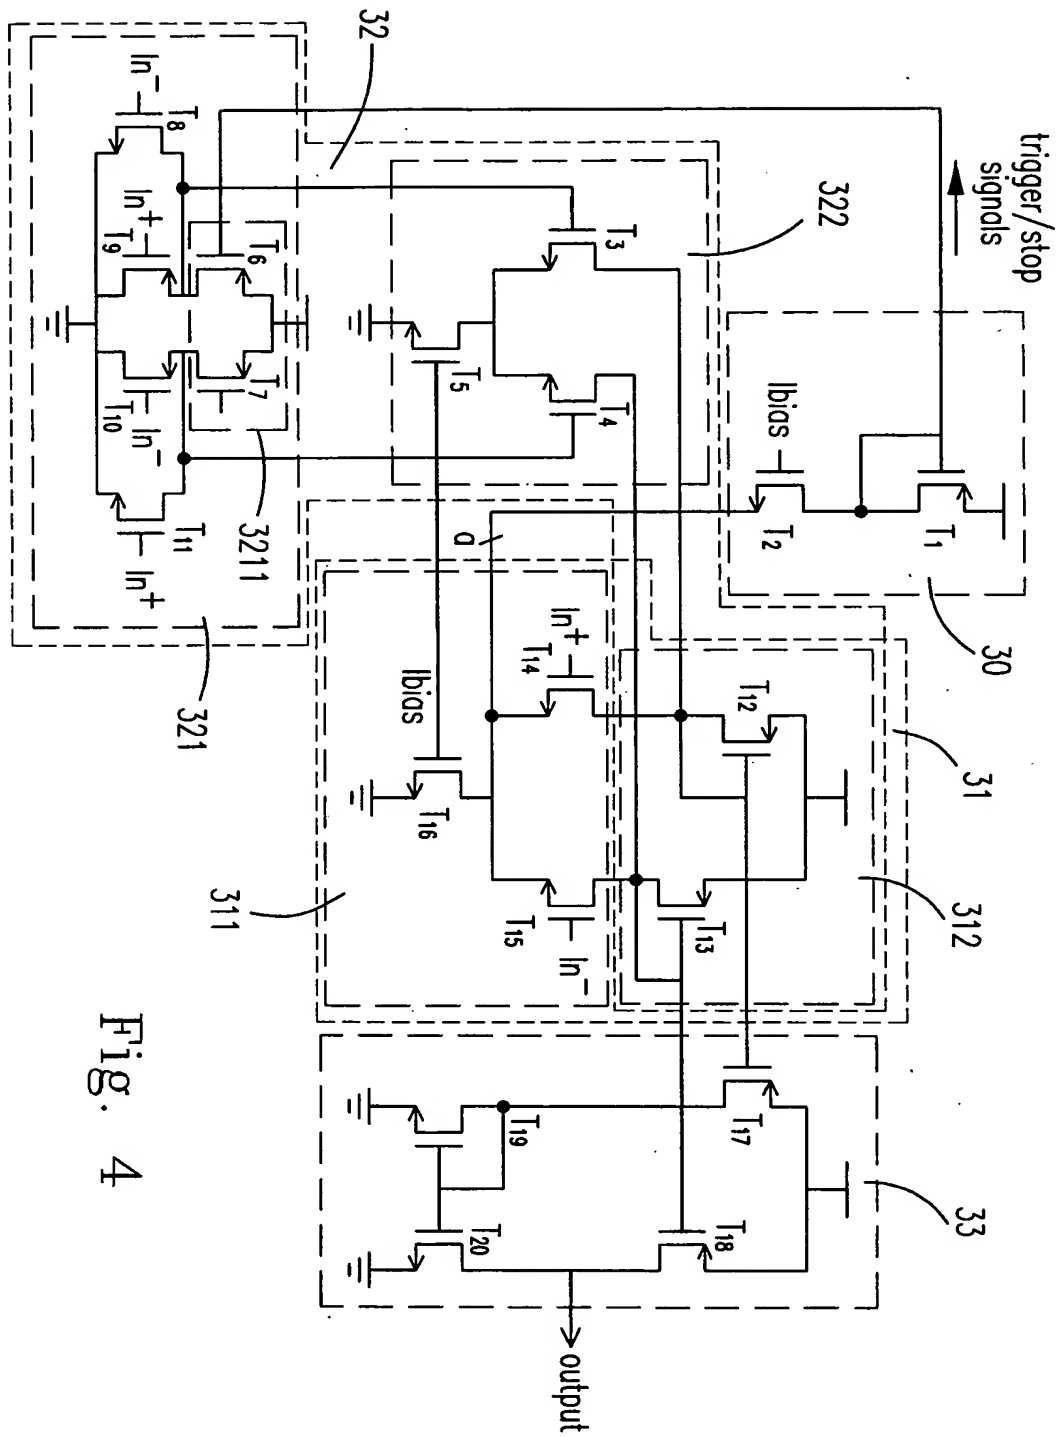 trigger/stop
signals
32
322
30
31
312
33
In-
T8
In+
T9
T6
T7
T10
In-
T11
In+
3211
321
T3
T4
T5
Ibias
T2
T1
a
In+
T14
Ibias
T16
T15
In-
311
T12
T13
T17
T18
T19
T20
output
Fig. 4